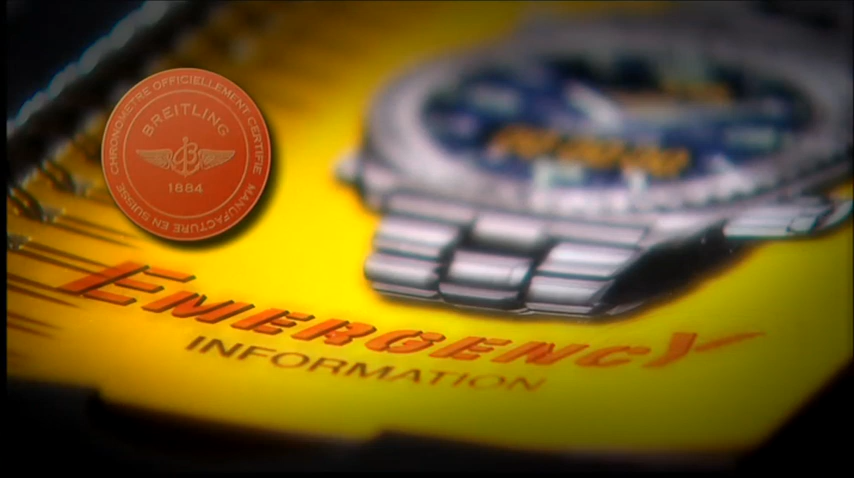 CHRONOMETRE OFFICIELLEMENT CERTIFIE
BREITLING
1884
MANUFACTURE EN SUISSE
EMERGENCY
INFORMATION